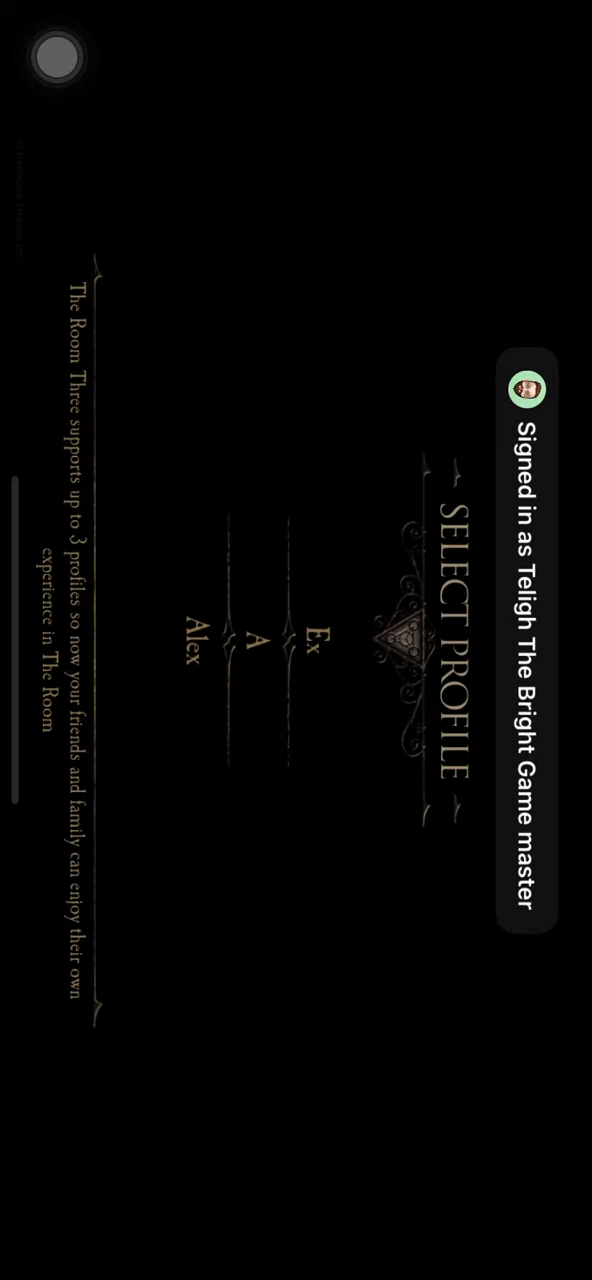 Signed in as Teligh The Bright Game master
SELECT PROFILE
Ex
A
Alex
The Room Three supports up to 3 profiles so now your friends and family can enjoy their own
experience in The Room